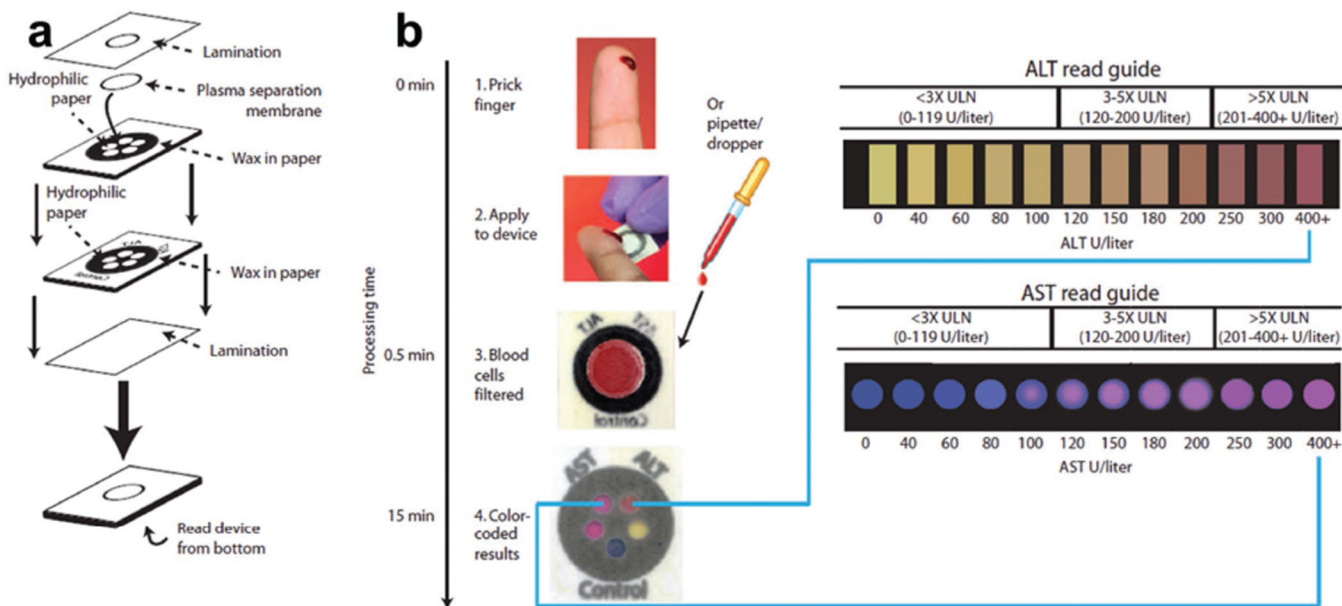 a
Lamination
Hydrophilic
paper
Plasma separation
membrane
Wax in paper
Hydrophilic
paper
ALT
Control
Wax in paper
Lamination
Read device
from bottom
b
Processing time
0 min
0.5 min
15 min
1. Prick
finger
Or
pipette/
dropper
2. Apply
to device
3. Blood
cells
filtered
ALT
AST
Control
4. Color-
coded
results
AST
ALT
Control
ALT read guide
<3X ULN
(0-119 U/liter)
3-5X ULN
(120-200 U/liter)
>5X ULN
(201-400+ U/liter)
0 40 60 80 100 120 150 180 200 250 300 400+
ALT U/liter
AST read guide
<3X ULN
(0-119 U/liter)
3-5X ULN
(120-200 U/liter)
>5X ULN
(201-400+ U/liter)
0 40 60 80 100 120 150 180 200 250 300 400+
AST U/liter